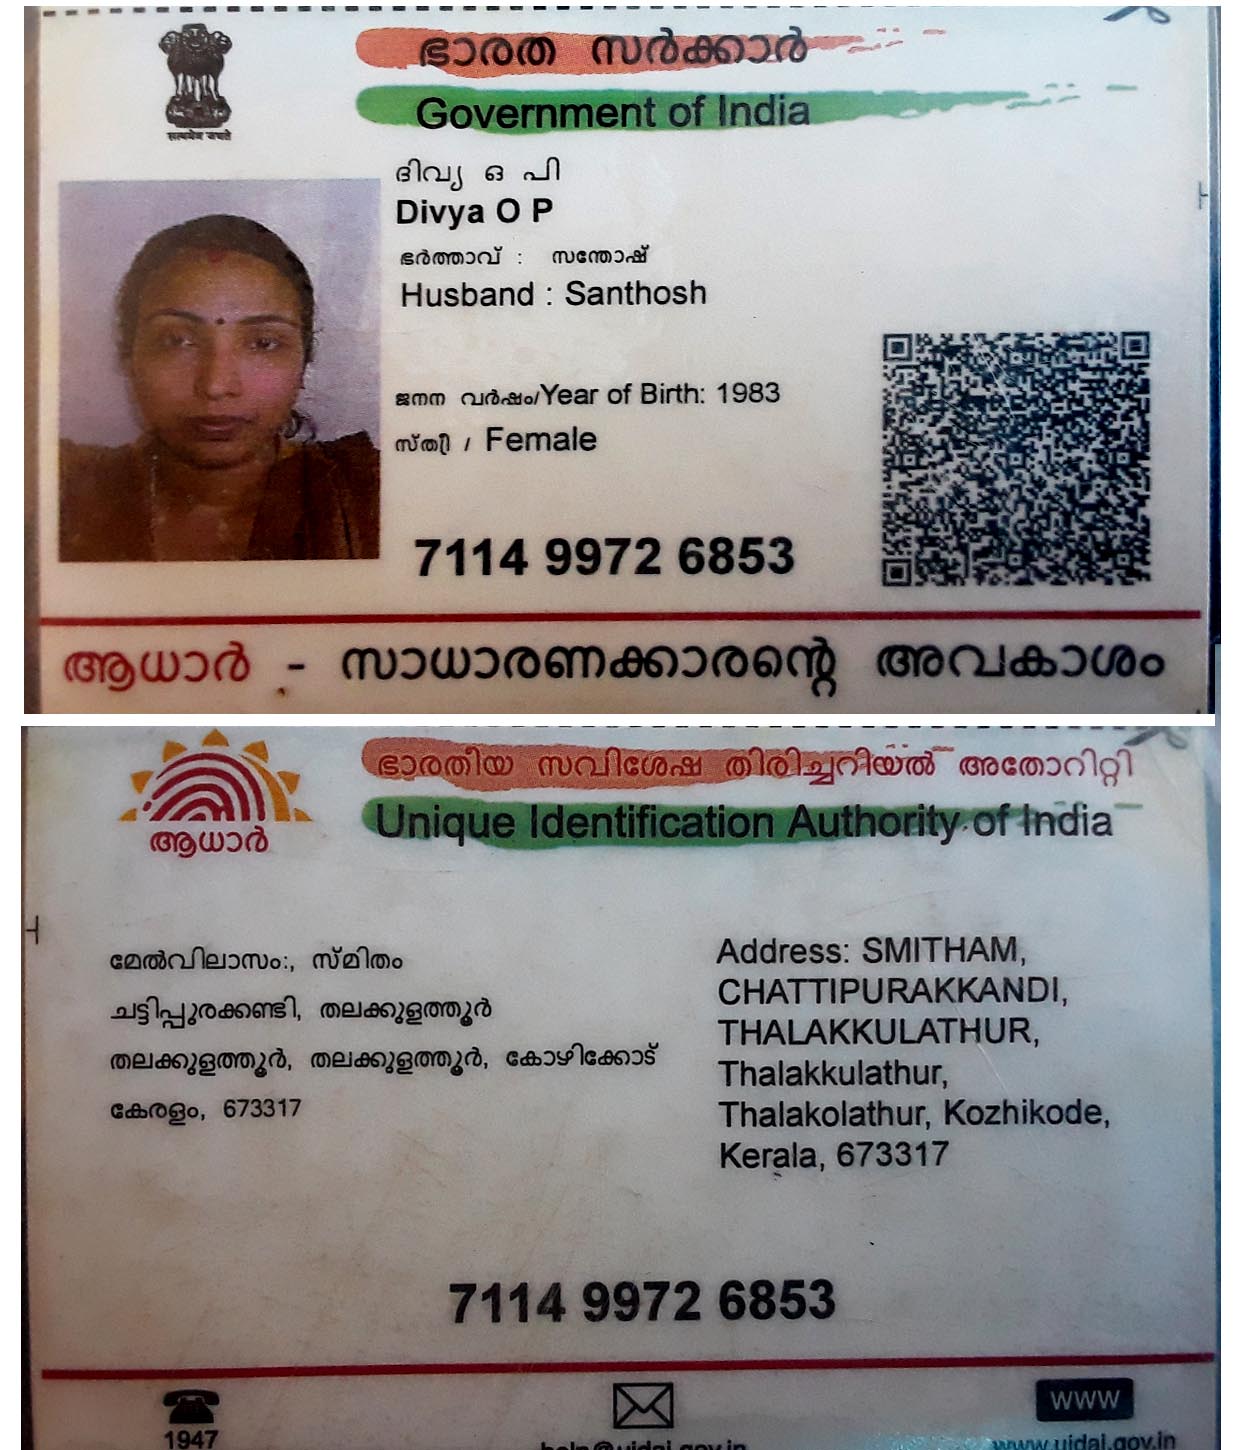 ഭാരത സർക്കാർ
Government of India
सत्यमेव जयते
ദിവ്യ ഒ പി
Divya O P
ഭർത്താവ് : സന്തോഷ്
Husband : Santhosh
ജനന വർഷം/Year of Birth: 1983
സ്ത്രീ / Female
7114 9972 6853
ആധാർ - സാധാരണക്കാരന്റെ അവകാശം
ഭാരതീയ സവിശേഷ തിരിച്ചറിയൽ അതോറിറ്റി
Unique Identification Authority of India
ആധാർ
മേൽവിലാസം:, സ്മിതം
ചട്ടിപ്പുരക്കണ്ടി, തലക്കുളത്തൂർ
തലക്കുളത്തൂർ, തലക്കുളത്തൂർ, കോഴിക്കോട്
കേരളം, 673317
Address: SMITHAM,
CHATTIPURAKKANDI,
THALAKKULATHUR,
Thalakkulathur,
Thalakolathur, Kozhikode,
Kerala, 673317
7114 9972 6853
1947
help@uidai.gov.in
www
www.uidai.gov.in